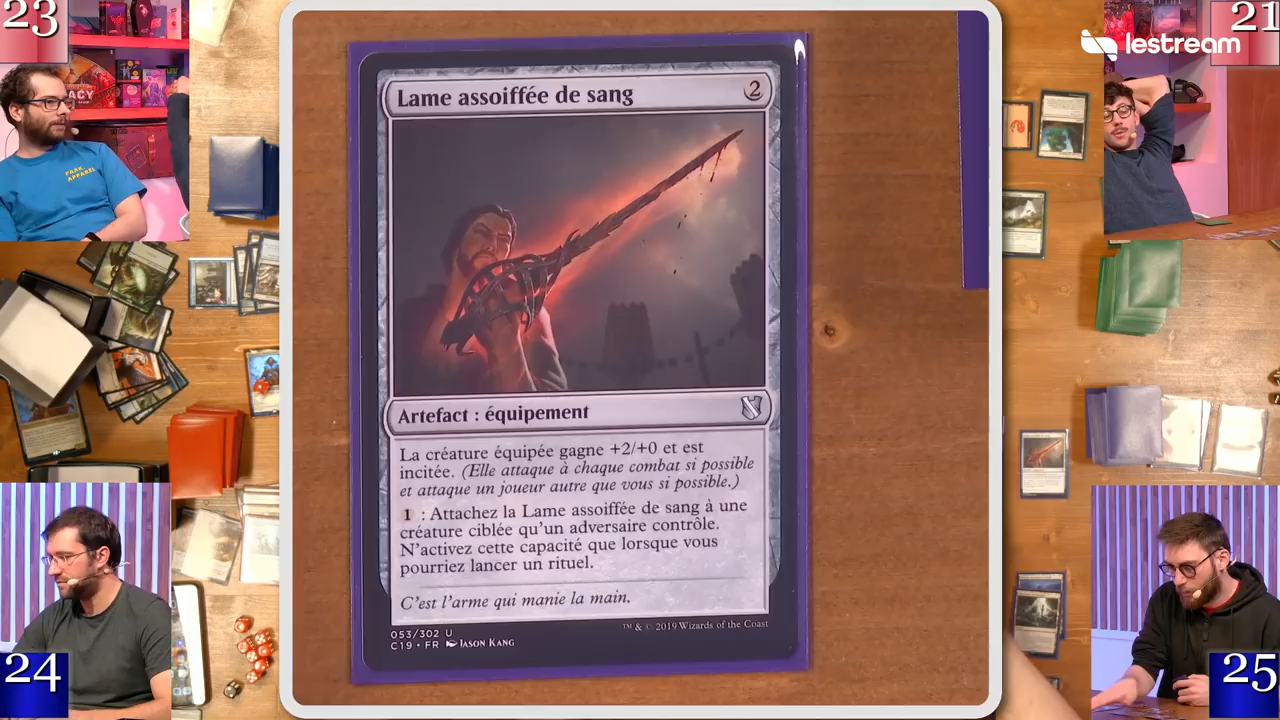 23
21
lestream
FAAK
APPAREL
Lame assoiffée de sang
2
Artefact : équipement
La créature équipée gagne +2/+0 et est
incitée. (Elle attaque à chaque combat si possible
et attaque un joueur autre que vous si possible.)
1 : Attachez la Lame assoiffée de sang à une
créature ciblée qu'un adversaire contrôle.
N'activez cette capacité que lorsque vous
pourriez lancer un rituel.
C'est l'arme qui manie la main.
053/302 U
C19 • FR Jason Kang
™ & © 2019 Wizards of the Coast
24
25